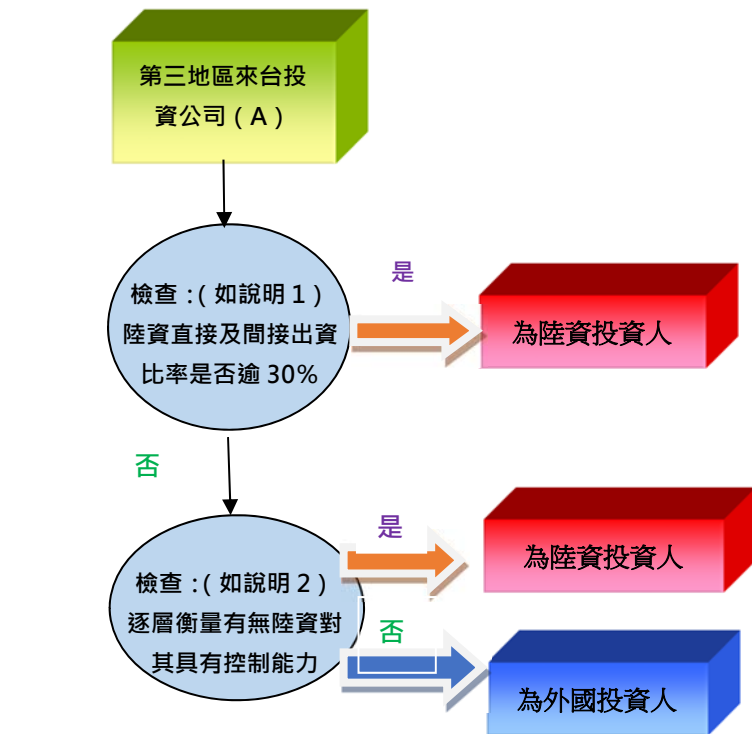 第三地區來台投
資公司（A）
檢查：（如說明 1）
陸資直接及間接出資
比率是否逾 30%
是
為陸資投資人
否
檢查：（如說明 2）
逐層衡量有無陸資對
其具有控制能力
是
為陸資投資人
否
為外國投資人